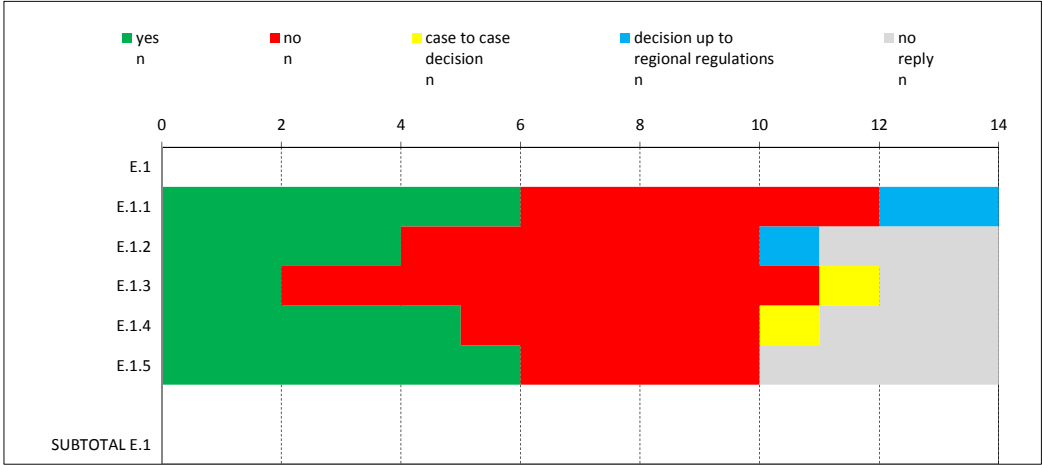 yes
n
no
n
case to case
decision
n
decision up to
regional regulations
n
no
reply
n
0 2 4 6 8 10 12 14
E.1
E.1.1
E.1.2
E.1.3
E.1.4
E.1.5
SUBTOTAL E.1